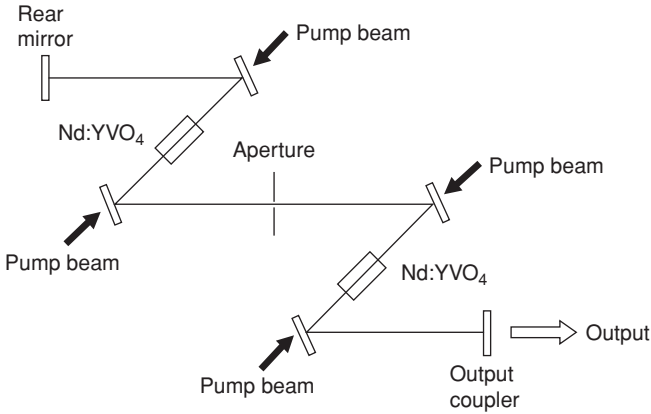 Rear
mirror
Pump beam
Nd:YVO4
Aperture
Pump beam
Pump beam
Nd:YVO4
Output
Pump beam
Output
coupler